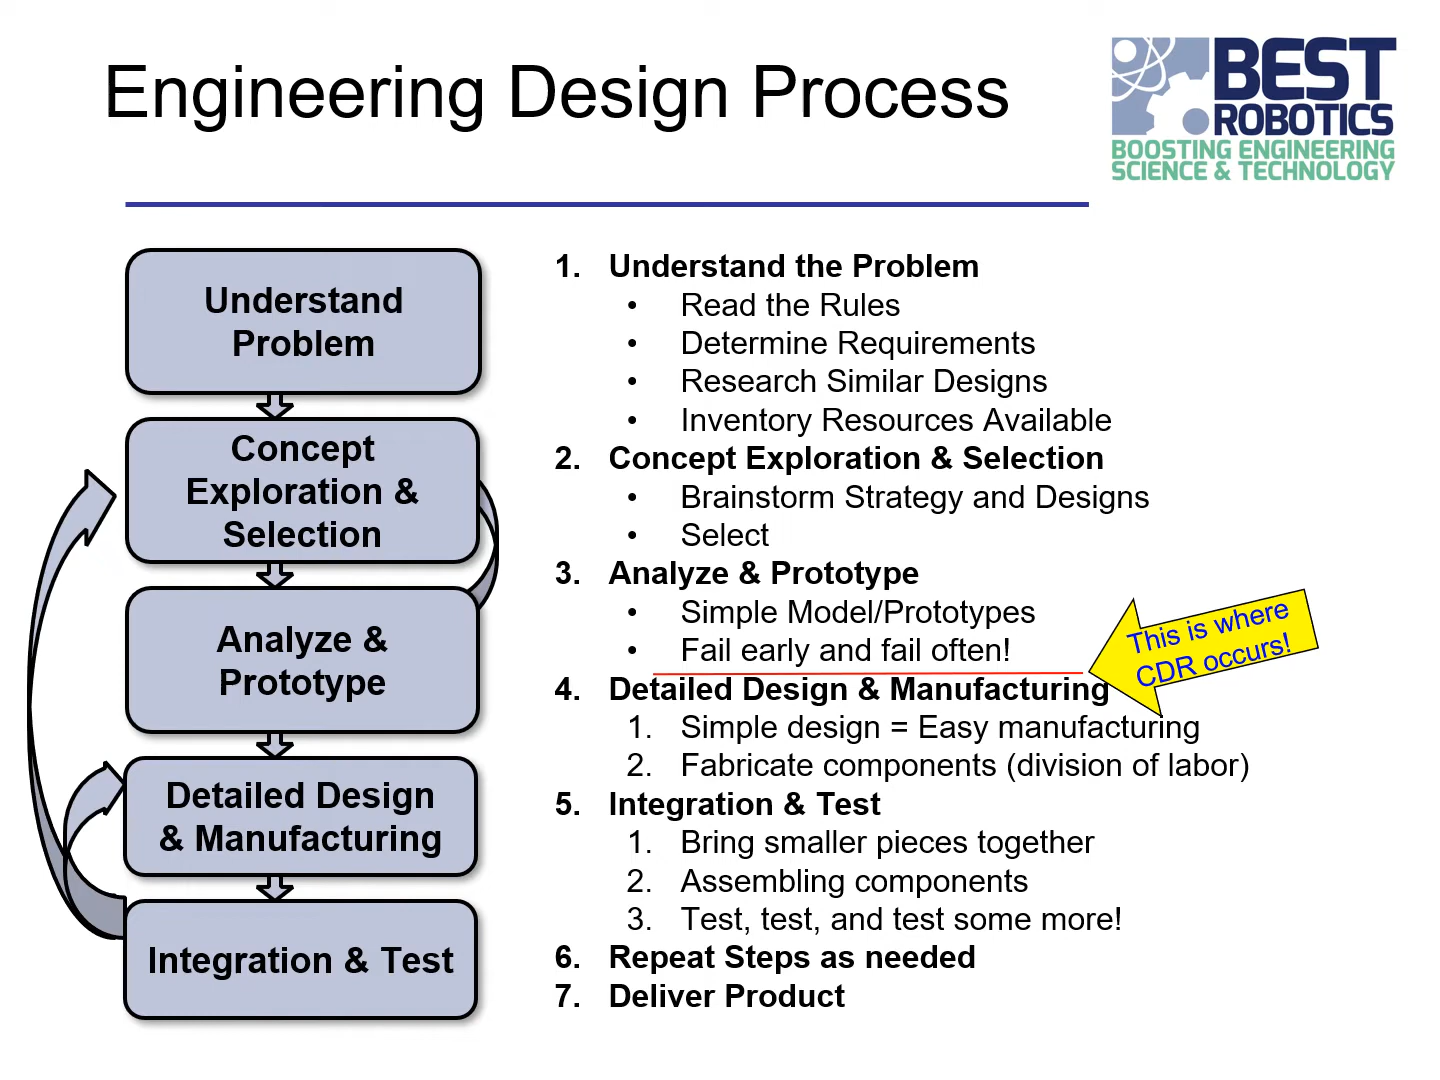 Engineering Design Process
BEST
ROBOTICS
BOOSTING ENGINEERING
SCIENCE & TECHNOLOGY
Understand
Problem
Concept
Exploration &
Selection
Analyze &
Prototype
Detailed Design
& Manufacturing
Integration & Test
1. Understand the Problem
• Read the Rules
• Determine Requirements
• Research Similar Designs
• Inventory Resources Available
2. Concept Exploration & Selection
• Brainstorm Strategy and Designs
• Select
3. Analyze & Prototype
• Simple Model/Prototypes
• Fail early and fail often!
This is where
CDR occurs!
4. Detailed Design & Manufacturing
1. Simple design = Easy manufacturing
2. Fabricate components (division of labor)
5. Integration & Test
1. Bring smaller pieces together
2. Assembling components
3. Test, test, and test some more!
6. Repeat Steps as needed
7. Deliver Product